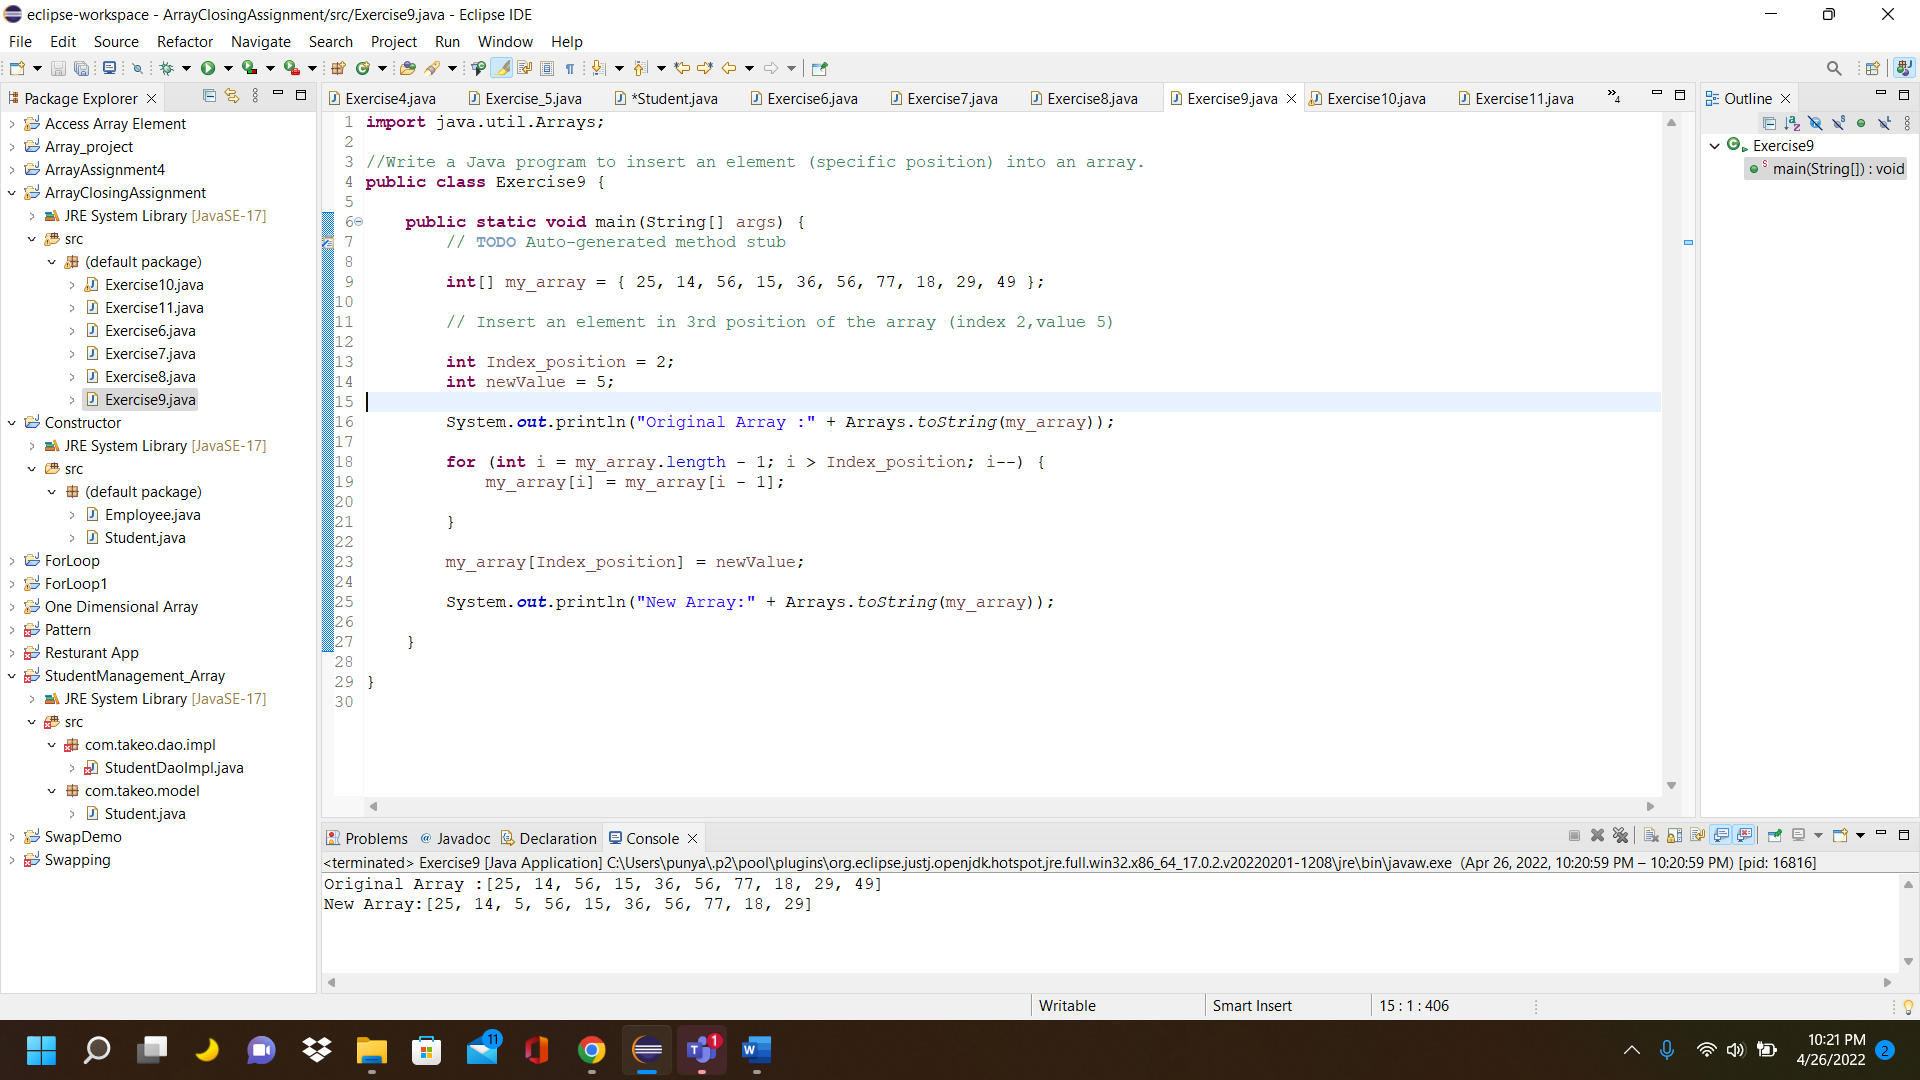 eclipse-workspace - ArrayClosingAssignment/src/Exercise9.java - Eclipse IDE
File Edit Source Refactor Navigate Search Project Run Window Help
Package Explorer
Exercise4.java Exercise_5.java *Student.java Exercise6.java Exercise7.java Exercise8.java Exercise9.java Exercise10.java Exercise11.java »4
Outline
Access Array Element
Array_project
ArrayAssignment4
ArrayClosingAssignment
JRE System Library [JavaSE-17]
src
(default package)
Exercise10.java
Exercise11.java
Exercise6.java
Exercise7.java
Exercise8.java
Exercise9.java
Constructor
JRE System Library [JavaSE-17]
src
(default package)
Employee.java
Student.java
ForLoop
ForLoop1
One Dimensional Array
Pattern
Resturant App
StudentManagement_Array
JRE System Library [JavaSE-17]
src
com.takeo.dao.impl
StudentDaoImpl.java
com.takeo.model
Student.java
SwapDemo
Swapping
1 import java.util.Arrays;
2
3 //Write a Java program to insert an element (specific position) into an array.
4 public class Exercise9 {
5
6 public static void main(String[] args) {
7 // TODO Auto-generated method stub
8
9 int[] my_array = { 25, 14, 56, 15, 36, 56, 77, 18, 29, 49 };
10
11 // Insert an element in 3rd position of the array (index 2,value 5)
12
13 int Index_position = 2;
14 int newValue = 5;
15
16 System.out.println("Original Array :" + Arrays.toString(my_array));
17
18 for (int i = my_array.length - 1; i > Index_position; i--) {
19 my_array[i] = my_array[i - 1];
20
21 }
22
23 my_array[Index_position] = newValue;
24
25 System.out.println("New Array:" + Arrays.toString(my_array));
26
27 }
28
29 }
30
Exercise9
main(String[]) : void
Problems Javadoc Declaration Console
<terminated> Exercise9 [Java Application] C:\Users\punya\.p2\pool\plugins\org.eclipse.justj.openjdk.hotspot.jre.full.win32.x86_64_17.0.2.v20220201-1208\jre\bin\javaw.exe (Apr 26, 2022, 10:20:59 PM – 10:20:59 PM) [pid: 16816]
Original Array :[25, 14, 56, 15, 36, 56, 77, 18, 29, 49]
New Array:[25, 14, 5, 56, 15, 36, 56, 77, 18, 29]
Writable Smart Insert 15 : 1 : 406
11
1
10:21 PM
4/26/2022
2